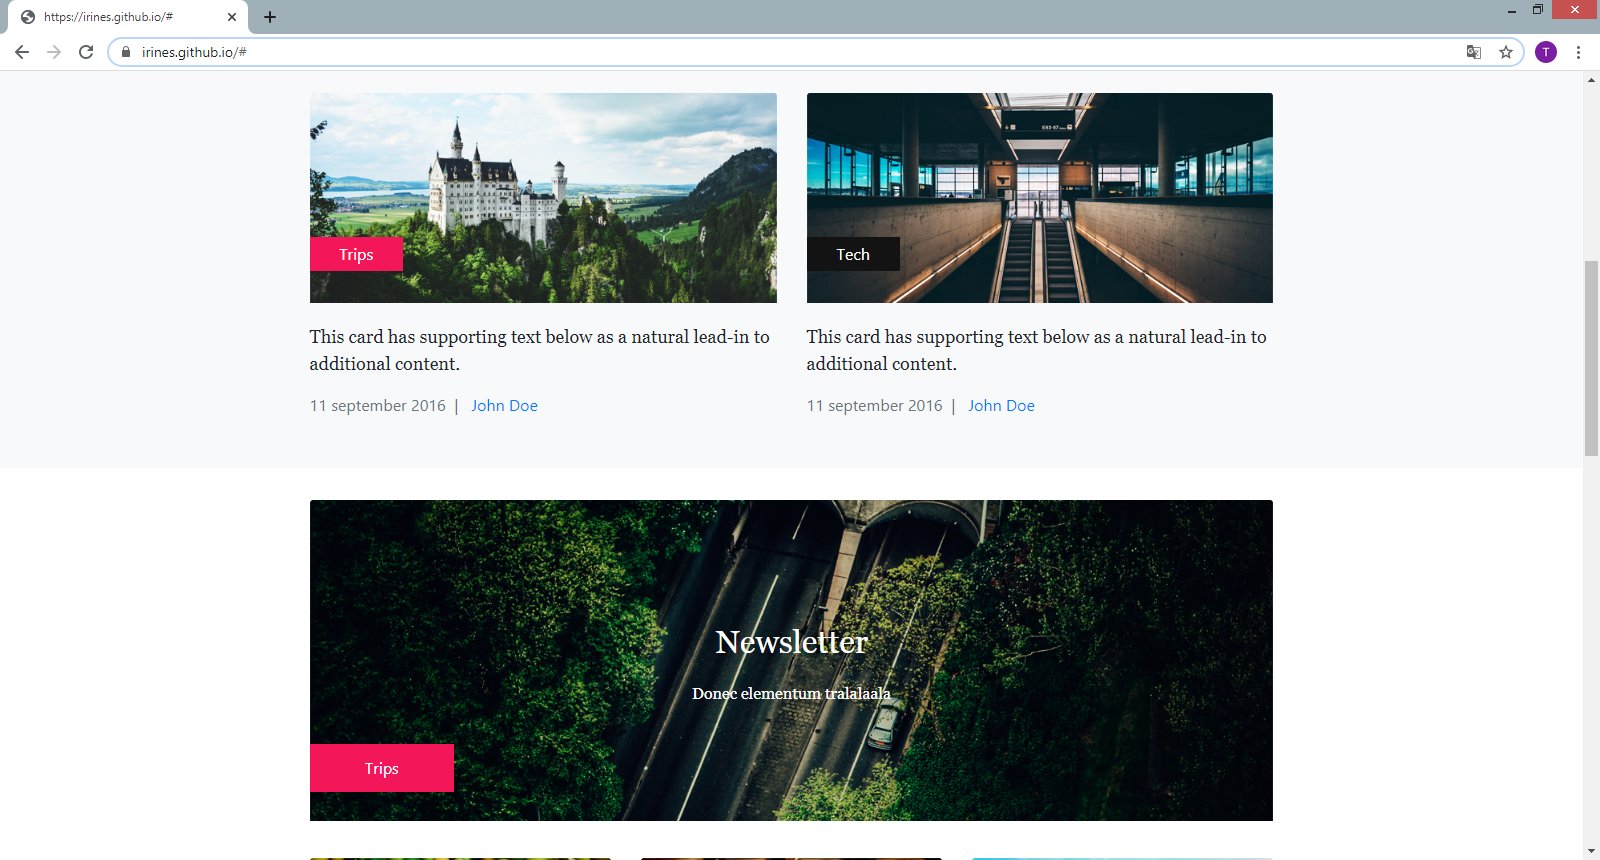 https://irines.github.io/#
irines.github.io/#
T
Trips
Tech
This card has supporting text below as a natural lead-in to
additional content.
11 september 2016 | John Doe
This card has supporting text below as a natural lead-in to
additional content.
11 september 2016 | John Doe
Newsletter
Donec elementum tralalaala
Trips